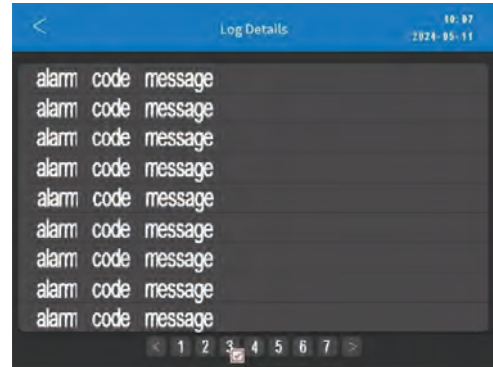 <
Log Details
10:07
2024-05-11
alarm code message
alarm code message
alarm code message
alarm code message
alarm code message
alarm code message
alarm code message
alarm code message
alarm code message
< 1 2 3 4 5 6 7 >